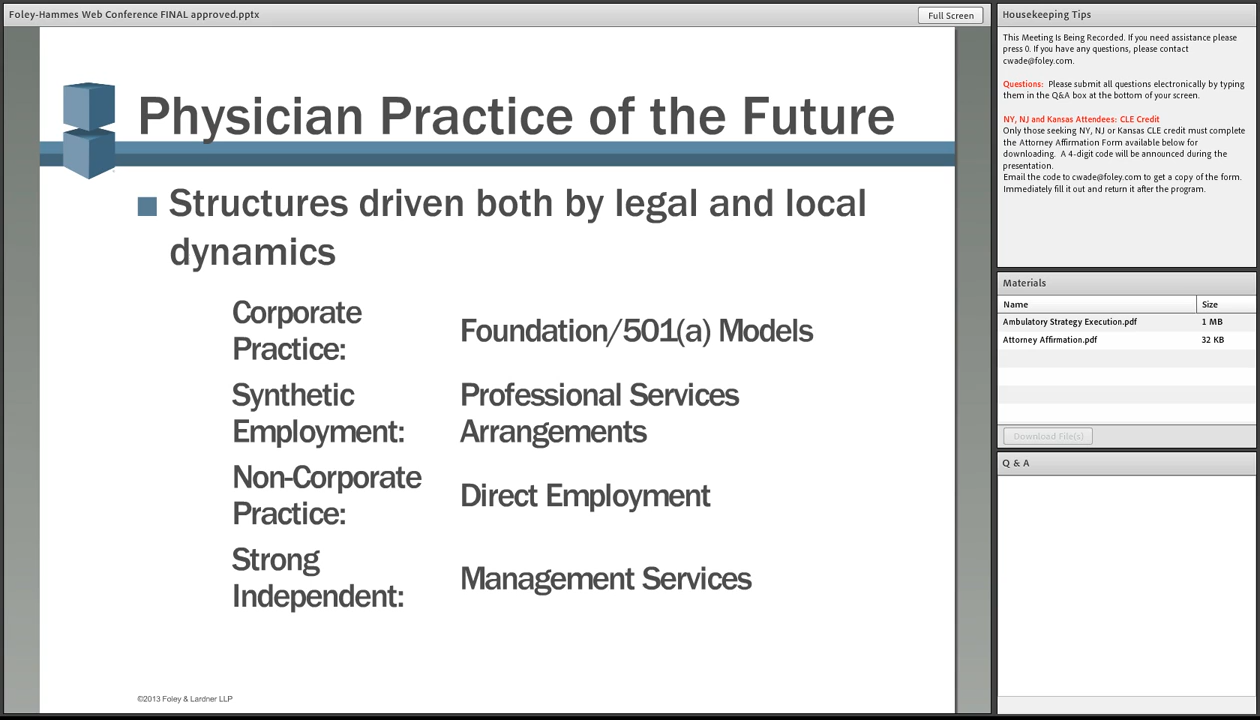 Foley-Hammes Web Conference FINAL approved.pptx
Full Screen
Physician Practice of the Future
Structures driven both by legal and local
dynamics
Corporate
Practice:
Foundation/501(a) Models
Synthetic
Employment:
Professional Services
Arrangements
Non-Corporate
Practice:
Direct Employment
Strong
Independent:
Management Services
©2013 Foley & Lardner LLP
Housekeeping Tips
This Meeting Is Being Recorded. If you need assistance please
press 0. If you have any questions, please contact
cwade@foley.com.
Questions: Please submit all questions electronically by typing
them in the Q&A box at the bottom of your screen.
NY, NJ and Kansas Attendees: CLE Credit
Only those seeking NY, NJ or Kansas CLE credit must complete
the Attorney Affirmation Form available below for
downloading. A 4-digit code will be announced during the
presentation.
Email the code to cwade@foley.com to get a copy of the form.
Immediately fill it out and return it after the program.
Materials
Name Size
Ambulatory Strategy Execution.pdf 1 MB
Attorney Affirmation.pdf 32 KB
Download File(s)
Q & A